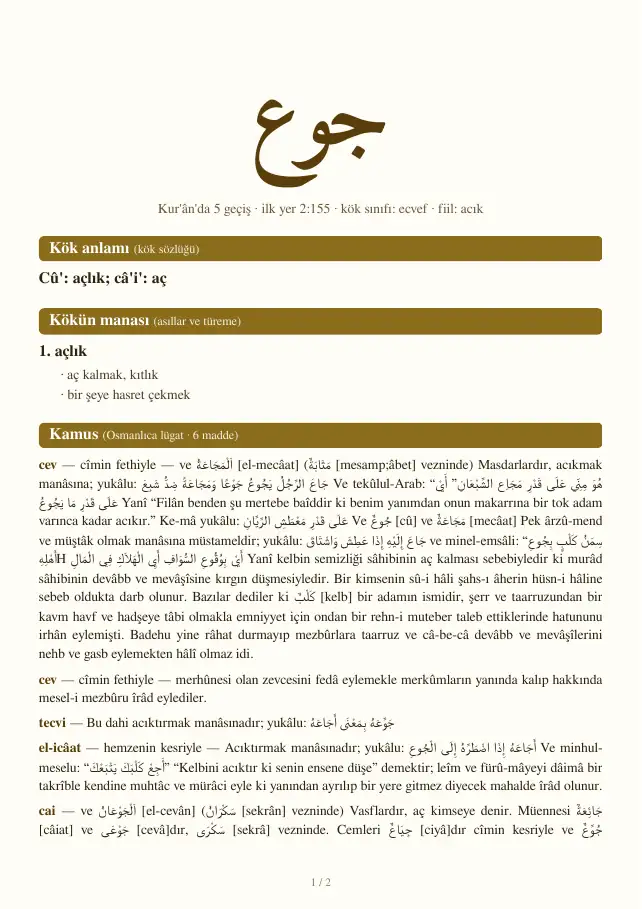 جوع
Kur'ân'da 5 geçiş · ilk yer 2:155 · kök sınıfı: ecvef · fiil: acık
Kök anlamı (kök sözlüğü)
Cû': açlık; câ'i': aç
Kökün manası (asıllar ve türeme)
1. açlık
· aç kalmak, kıtlık
· bir şeye hasret çekmek
Kamus (Osmanlıca lügat · 6 madde)
cev — cîmin fethiyle — ve اَلْمَجَاعَةُ [el-mecâat] (مَثَابَةٌ [mesamp;âbet] vezninde) Masdarlardır, acıkmak
manâsına; yukâlu: جَاعَ الرَّجُلُ يَجُوعُ جَوْعًا وَمَجَاعَةً ضِدُّ شَبِعَ Ve tekûlul-Arab: “هُوَ مِنِّي عَلَى قَدْرِ مَجَاعِ الشَّبْعَانِ” أَيْ
عَلَى قَدْرِ مَا يَجُوعُ Yanî “Filân benden şu mertebe baîddir ki benim yanımdan onun makarrına bir tok adam
varınca kadar acıkır.” Ke-mâ yukâlu: عَلَى قَدْرِ مَعْطَشِ الرَّيَّانِ Ve جُوعٌ [cû] ve مَجَاعَةٌ [mecâat] Pek ârzû-mend
ve müştâk olmak manâsına müstameldir; yukâlu: جَاعَ إِلَيْهِ إِذَا عَطِشَ وَاشْتَاقَ ve minel-emsâli: “سِمَنُ كَلْبٍ بِجُوعِ
أَهْلِهِH أَيْ بِوُقُوعِ السُّوَافِ أَيِ الْهَلاَكِ فِي الْمَالِ Yanî kelbin semizliği sâhibinin aç kalması sebebiyledir ki murâd
sâhibinin devâbb ve mevâşîsine kırgın düşmesiyledir. Bir kimsenin sû-i hâli şahs-ı âherin hüsn-i hâline
sebeb oldukta darb olunur. Bazılar dediler ki كَلْبٌ [kelb] bir adamın ismidir, şerr ve taarruzundan bir
kavm havf ve hadşeye tâbi olmakla emniyyet için ondan bir rehn-i muteber taleb ettiklerinde hatununu
irhân eylemişti. Badehu yine râhat durmayıp mezbûrlara taarruz ve câ-be-câ devâbb ve mevâşîlerini
nehb ve gasb eylemekten hâlî olmaz idi.
cev — cîmin fethiyle — merhûnesi olan zevcesini fedâ eylemekle merkûmların yanında kalıp hakkında
mesel-i mezbûru îrâd eylediler.
tecvi — Bu dahi acıktırmak manâsınadır; yukâlu: جَوَّعَهُ بِمَعْنَى أَجَاعَهُ
el-icâat — hemzenin kesriyle — Acıktırmak manâsınadır; yukâlu: أَجَاعَهُ إِذَا اضْطَرَّهُ إِلَى الْجُوعِ Ve minhul-
meselu: “أَجِعْ كَلْبَكَ يَتْبَعْكَ” “Kelbini acıktır ki senin ensene düşe” demektir; leîm ve fürû-mâyeyi dâimâ bir
takrîble kendine muhtâc ve mürâci eyle ki yanından ayrılıp bir yere gitmez diyecek mahalde îrâd olunur.
cai — ve اَلْجَوْعَانُ [el-cevân] (سَكْرَانُ [sekrân] vezninde) Vasflardır, aç kimseye denir. Müennesi جَائِعَةٌ
[câiat] ve جَوْعَى [cevâ]dır, سَكْرَى [sekrâ] vezninde. Cemleri جِيَاعٌ [ciyâ]dır cîmin kesriyle ve جُوَّعٌ
1 / 2